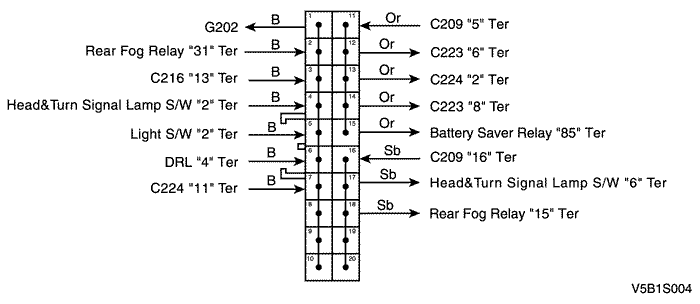 G202 B 1 11 Or C209 "5" Ter
Rear Fog Relay "31" Ter B 2 12 Or C223 "6" Ter
C216 "13" Ter B 3 13 Or C224 "2" Ter
Head&Turn Signal Lamp S/W "2" Ter B 4 14 Or C223 "8" Ter
Light S/W "2" Ter B 5 15 Or Battery Saver Relay "85" Ter
DRL "4" Ter B 6 16 Sb C209 "16" Ter
C224 "11" Ter B 7 17 Sb Head&Turn Signal Lamp S/W "6" Ter
8 18 Sb Rear Fog Relay "15" Ter
9 19
10 20
V5B1S004